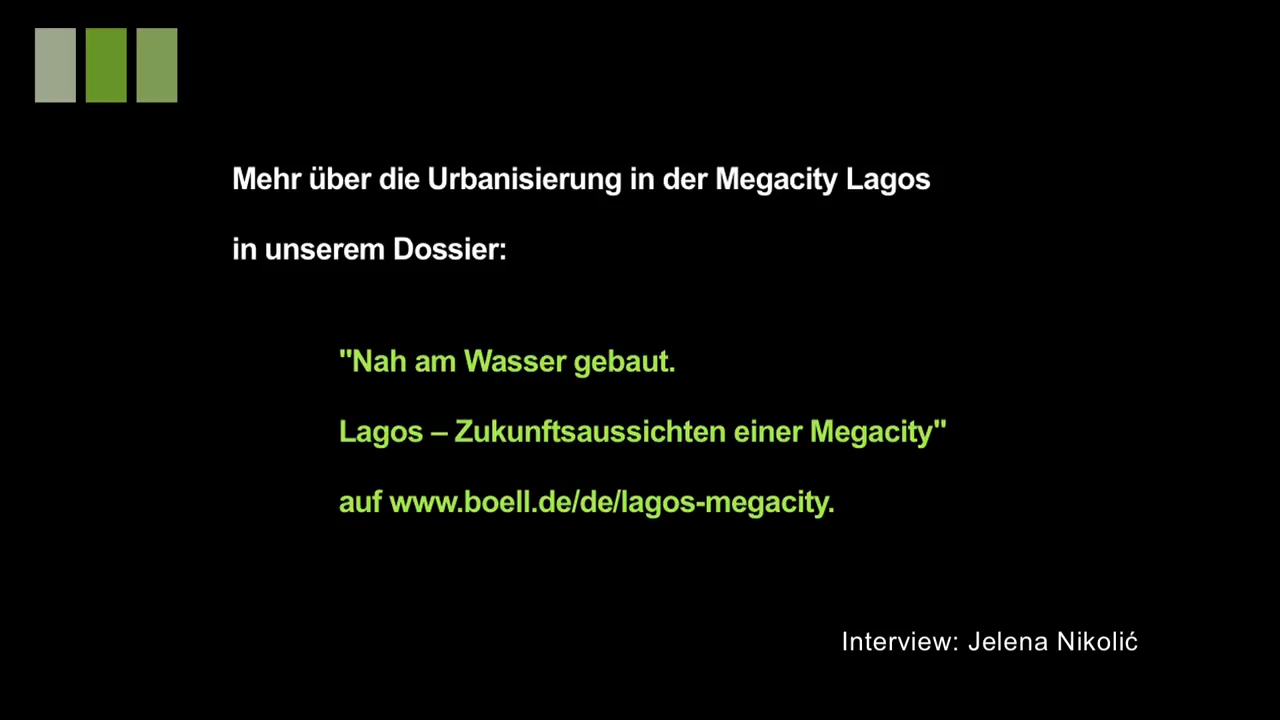 Mehr über die Urbanisierung in der Megacity Lagos
in unserem Dossier:
"Nah am Wasser gebaut.
Lagos – Zukunftsaussichten einer Megacity"
auf www.boell.de/de/lagos-megacity.
Interview: Jelena Nikolić